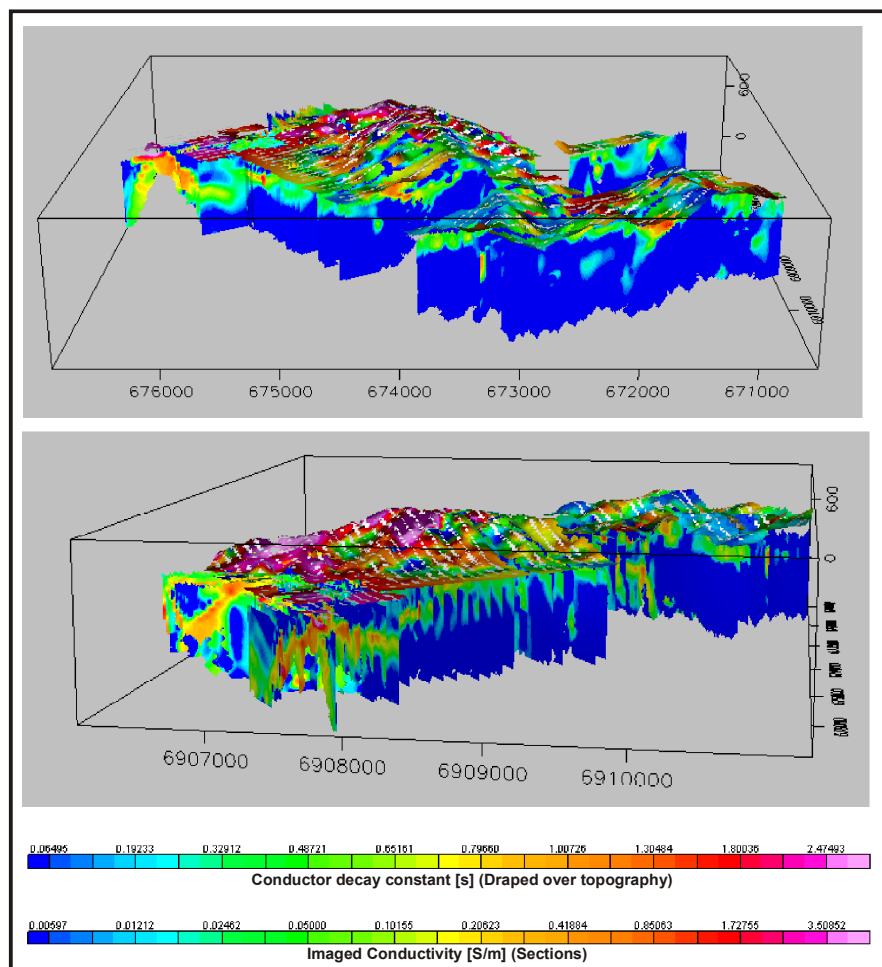 600
0
676000 675000 674000 673000 672000 671000
600
0
6907000 6908000 6909000 6910000
0.06495 0.19233 0.32912 0.48721 0.65161 0.79660 1.00726 1.30484 1.80036 2.47493
Conductor decay constant [s] (Draped over topography)
0.00597 0.01212 0.02462 0.05000 0.10155 0.20623 0.41884 0.85063 1.72755 3.50852
Imaged Conductivity [S/m] (Sections)